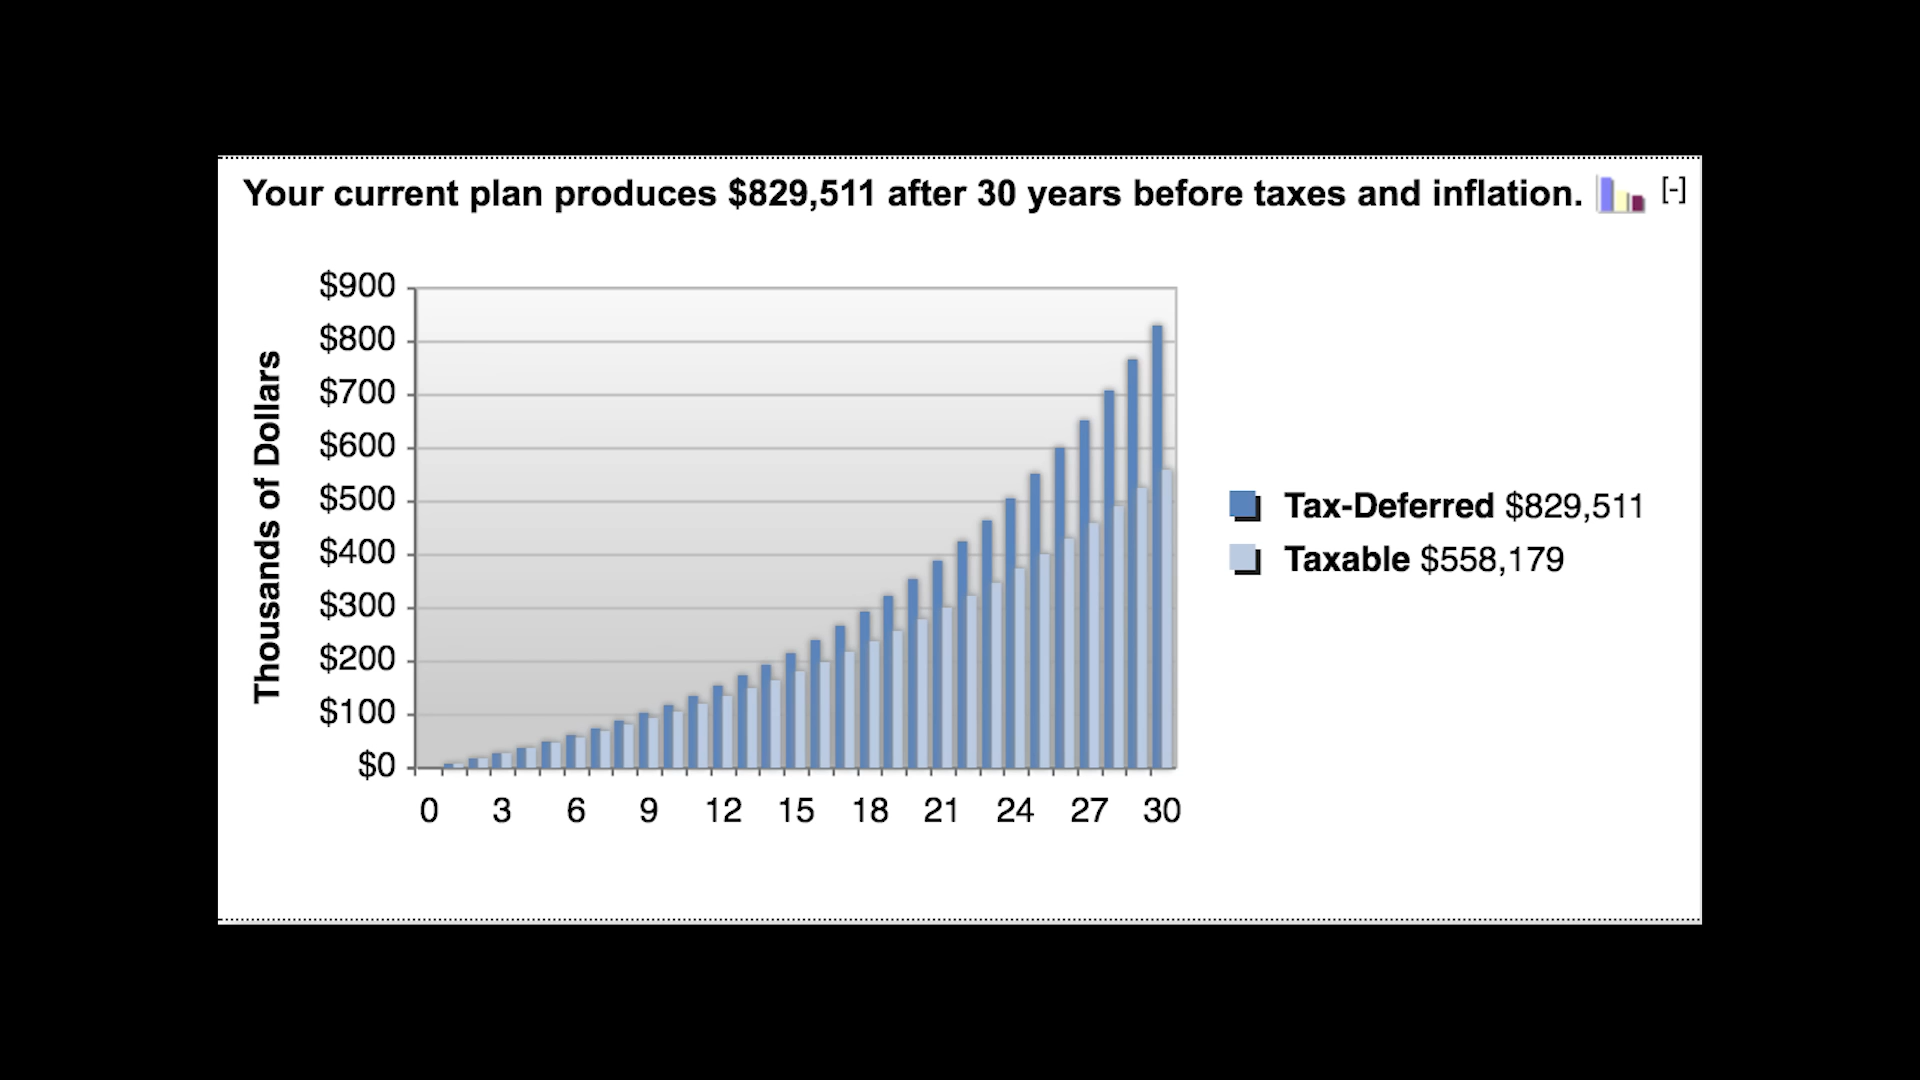 Your current plan produces $829,511 after 30 years before taxes and inflation. [-]
Thousands of Dollars
$900
$800
$700
$600
$500
$400
$300
$200
$100
$0
0 3 6 9 12 15 18 21 24 27 30
Tax-Deferred $829,511
Taxable $558,179